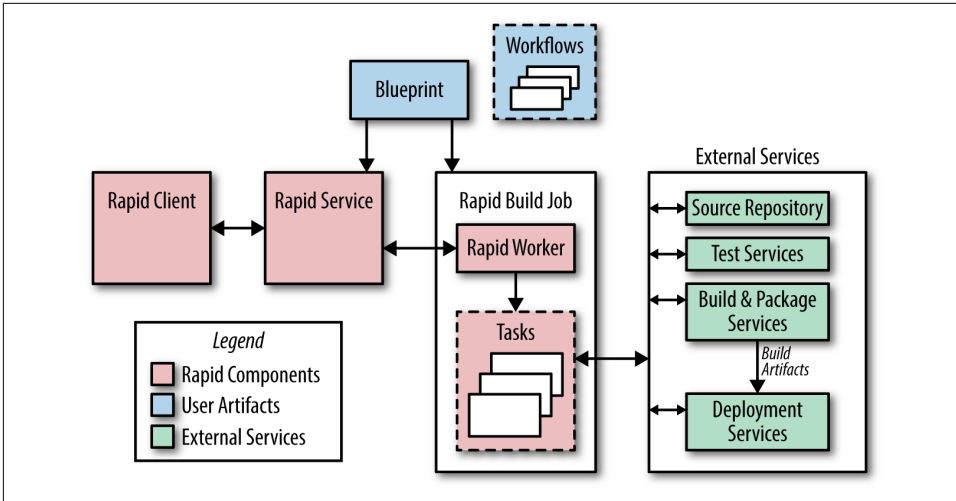 Workflows
Blueprint
External Services
Rapid Client
Rapid Service
Rapid Build Job
Source Repository
Rapid Worker
Test Services
Build & Package
Services
Tasks
Build
Artifacts
Deployment
Services
Legend
Rapid Components
User Artifacts
External Services